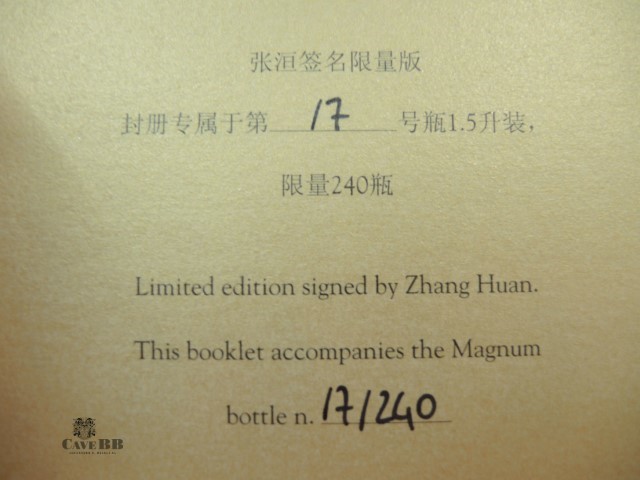 张洹签名限量版
封册专属于第 17 号瓶1.5升装,
限量240瓶
Limited edition signed by Zhang Huan.
This booklet accompanies the Magnum
bottle n. 17/240
CAVEBB